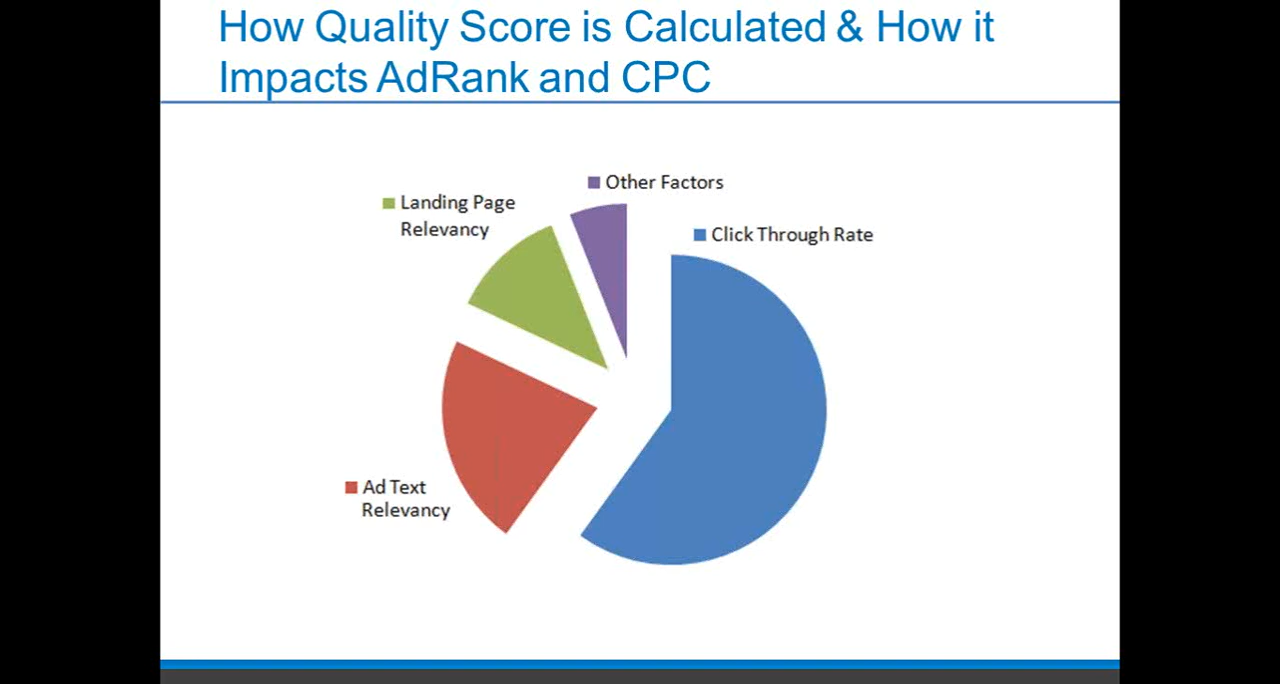 How Quality Score is Calculated & How it
Impacts AdRank and CPC
Other Factors
Landing Page
Relevancy
Click Through Rate
Ad Text
Relevancy